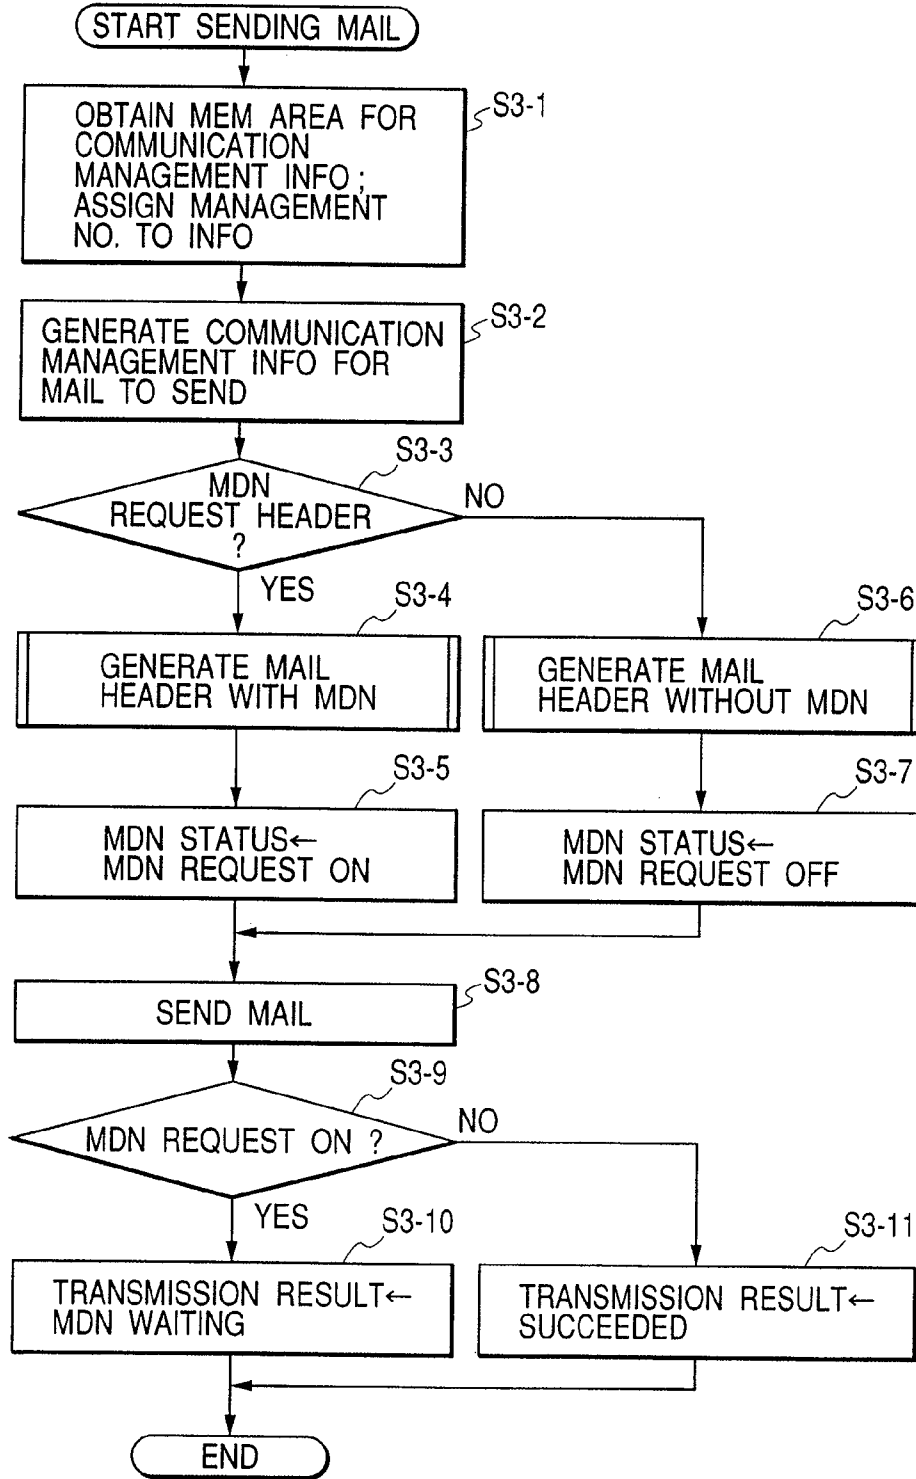 START SENDING MAIL
S3-1
OBTAIN MEM AREA FOR
COMMUNICATION
MANAGEMENT INFO ;
ASSIGN MANAGEMENT
NO. TO INFO
S3-2
GENERATE COMMUNICATION
MANAGEMENT INFO FOR
MAIL TO SEND
S3-3
MDN
REQUEST HEADER
?
NO
YES
S3-4
GENERATE MAIL
HEADER WITH MDN
S3-6
GENERATE MAIL
HEADER WITHOUT MDN
S3-5
MDN STATUS←
MDN REQUEST ON
S3-7
MDN STATUS←
MDN REQUEST OFF
S3-8
SEND MAIL
S3-9
MDN REQUEST ON ?
NO
YES
S3-10
TRANSMISSION RESULT←
MDN WAITING
S3-11
TRANSMISSION RESULT←
SUCCEEDED
END